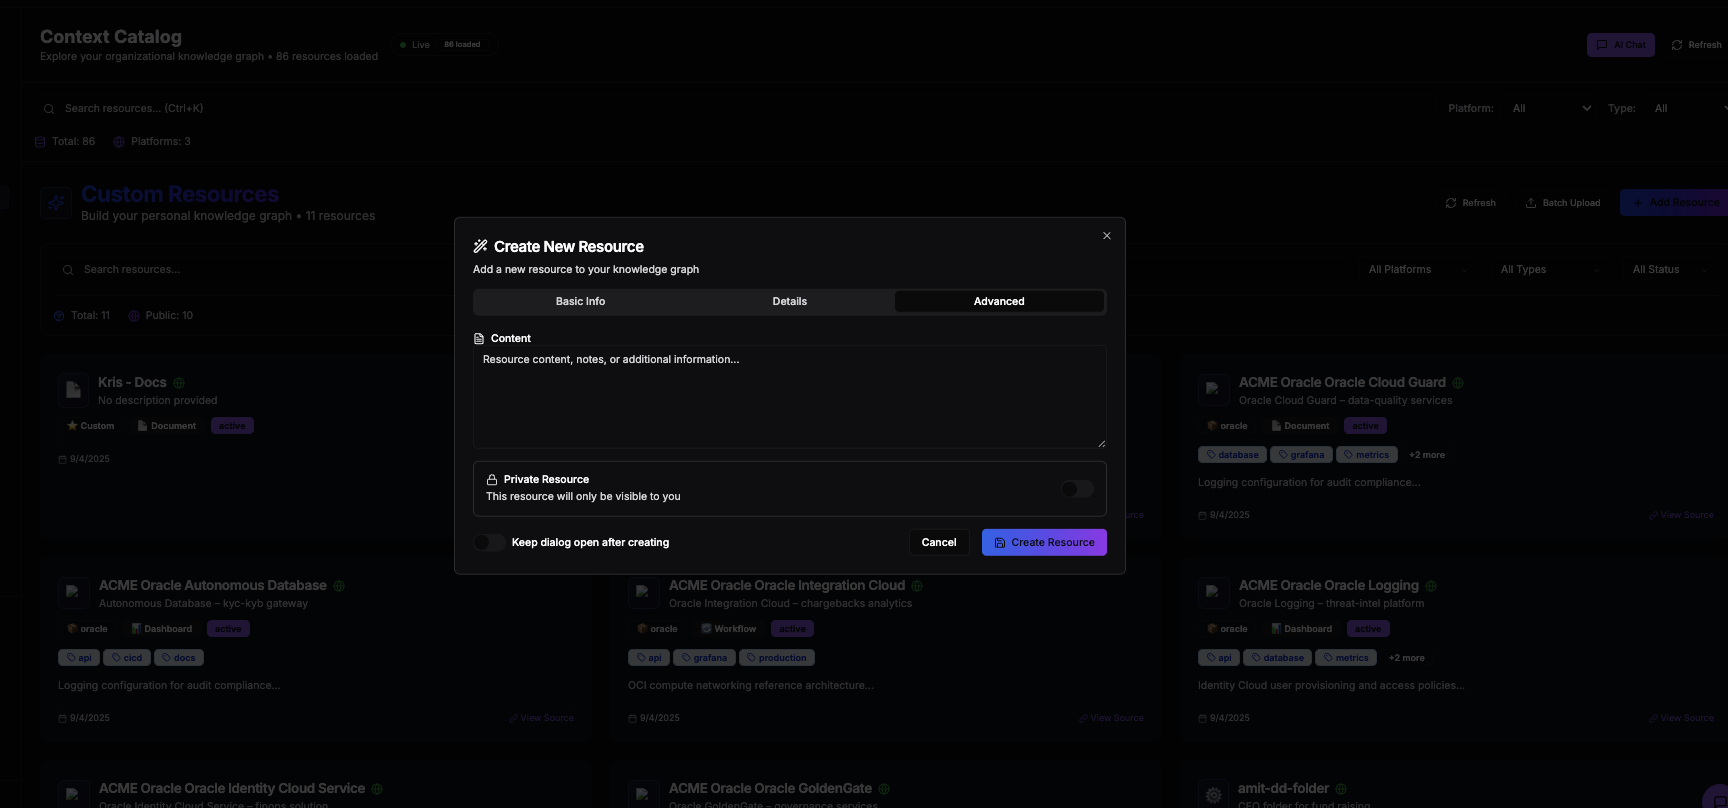 Context Catalog
Live 86 loaded
Explore your organizational knowledge graph • 86 resources loaded
AI Chat
Refresh
Search resources... (Ctrl+K)
Platform: All
Type: All
Total: 86
Platforms: 3
Custom Resources
Build your personal knowledge graph • 11 resources
Refresh
Batch Upload
+ Add Resource
Search resources...
All Platforms
All Types
All Status
Total: 11
Public: 10
Create New Resource
Add a new resource to your knowledge graph
Basic Info
Details
Advanced
Content
Resource content, notes, or additional information...
Private Resource
This resource will only be visible to you
Keep dialog open after creating
Cancel
Create Resource
Kris - Docs
No description provided
Custom Document active
9/4/2025
ACME Oracle Oracle Cloud Guard
Oracle Cloud Guard – data-quality services
oracle Document active
database grafana metrics +2 more
Logging configuration for audit compliance...
9/4/2025
View Source
ACME Oracle Autonomous Database
Autonomous Database – kyc-kyb gateway
oracle Dashboard active
api cicd docs
Logging configuration for audit compliance...
9/4/2025
View Source
ACME Oracle Oracle Integration Cloud
Oracle Integration Cloud – chargebacks analytics
oracle Workflow active
api grafana production
OCI compute networking reference architecture...
9/4/2025
View Source
ACME Oracle Oracle Logging
Oracle Logging – threat-intel platform
oracle Dashboard active
api database metrics +2 more
Identity Cloud user provisioning and access policies...
9/4/2025
View Source
ACME Oracle Oracle Identity Cloud Service
Oracle Identity Cloud Service – finops solution
ACME Oracle Oracle GoldenGate
Oracle GoldenGate – governance services
amit-dd-folder
CEO folder for fund raising